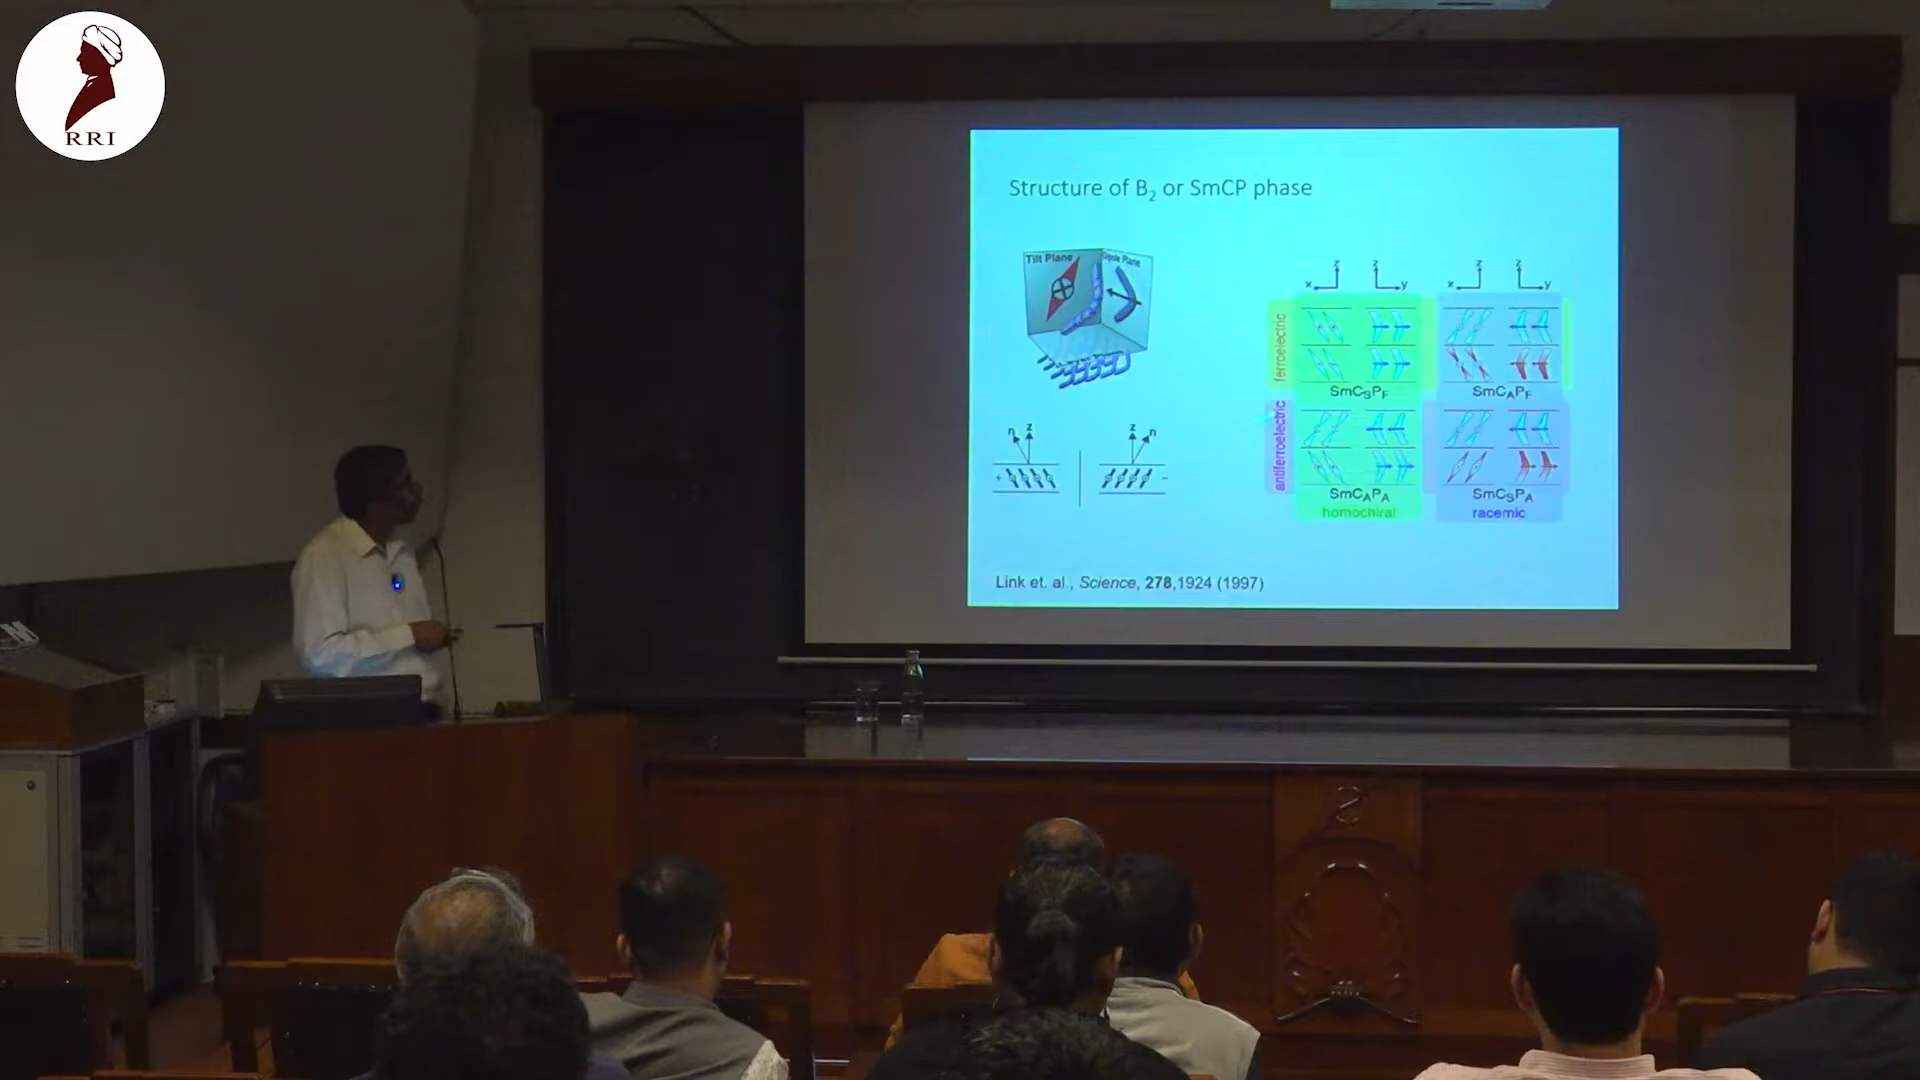 RRI
Structure of B2 or SmCP phase
Tilt Plane
Dipole Plane
z z z z
x y x y
ferroelectric
SmCSPF SmCAPF
antiferroelectric
SmCAPA SmCSPA
homochiral racemic
n z z n
+ -
Link et. al., Science, 278,1924 (1997)